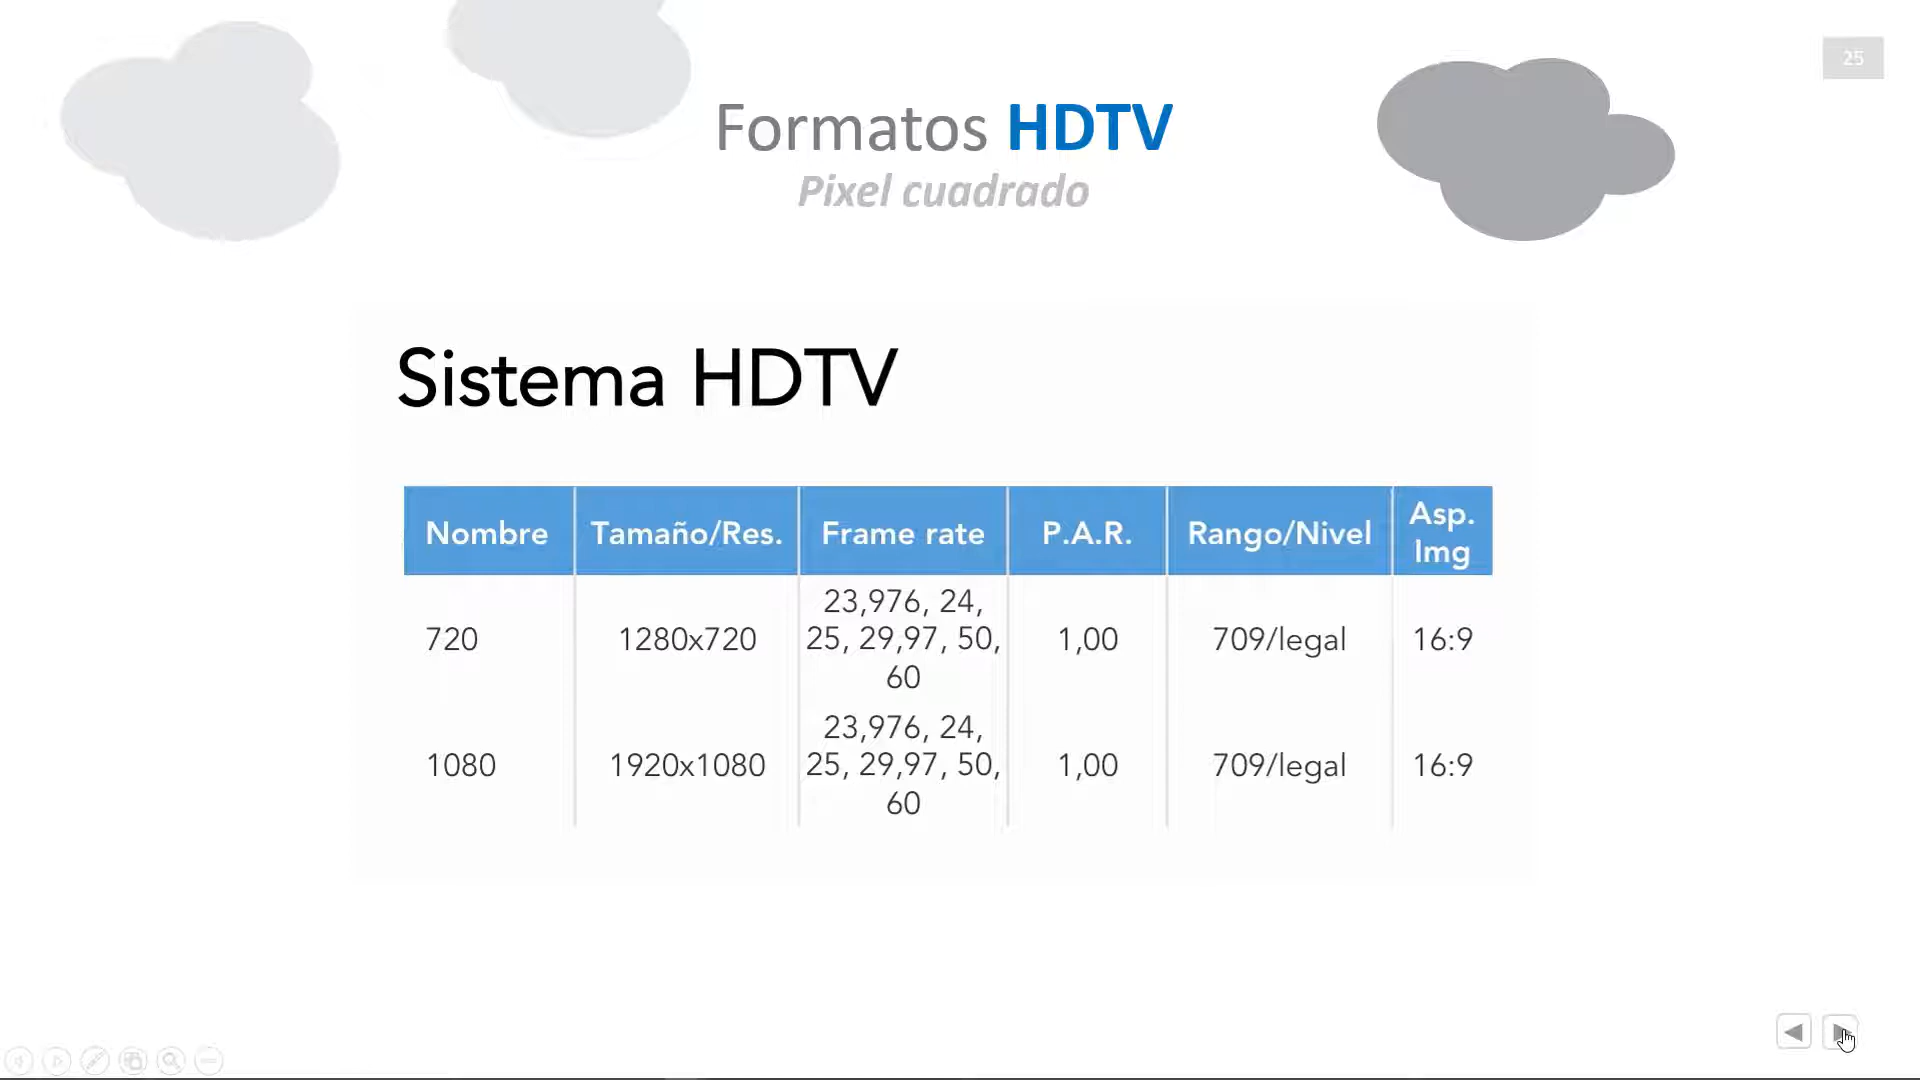 25
Formatos HDTV
Pixel cuadrado
Sistema HDTV
Nombre Tamaño/Res. Frame rate P.A.R. Rango/Nivel Asp. Img
720 1280x720 23,976, 24, 25, 29,97, 50, 60 1,00 709/legal 16:9
1080 1920x1080 23,976, 24, 25, 29,97, 50, 60 1,00 709/legal 16:9